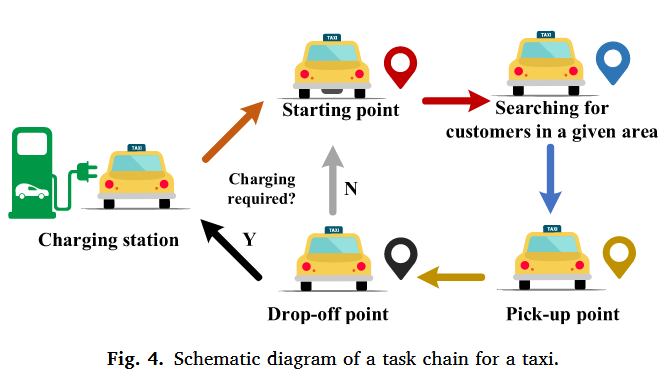 TAXI
TAXI
Starting point
Searching for
customers in a given area
TAXI
Charging
required?
N
Charging station
Y
TAXI
TAXI
Drop-off point
Pick-up point
Fig. 4. Schematic diagram of a task chain for a taxi.